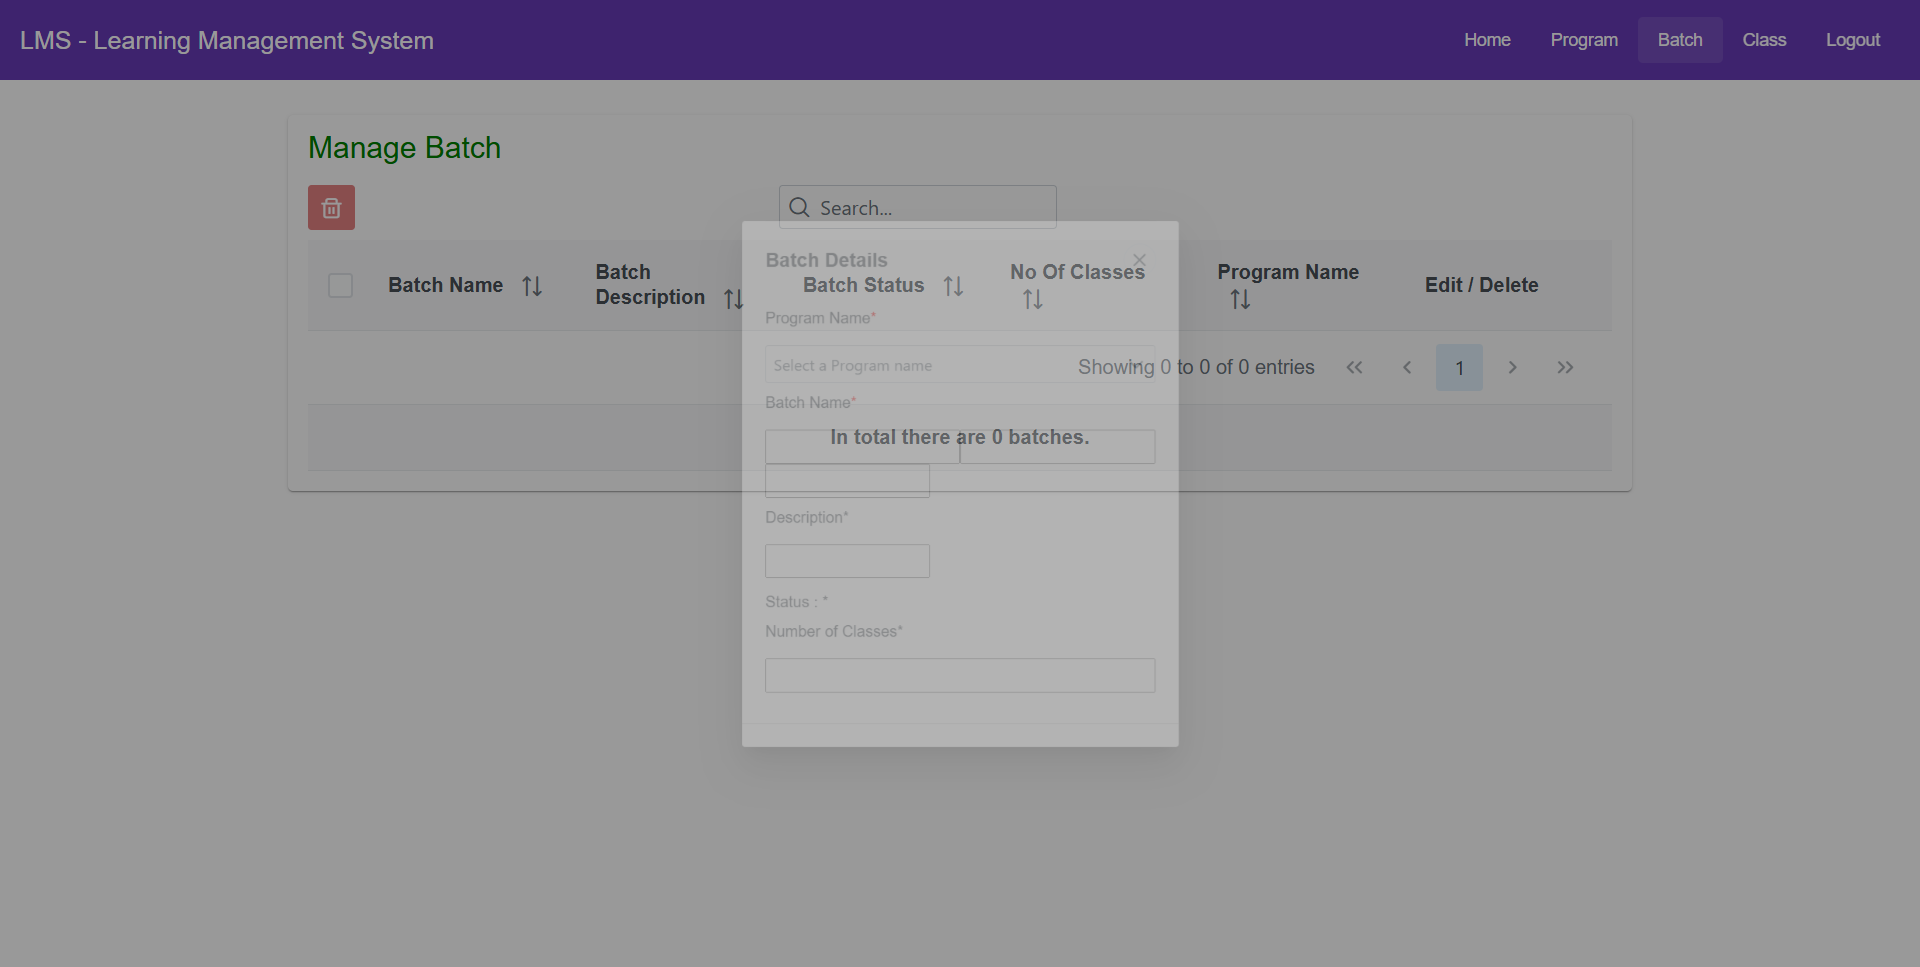 LMS - Learning Management System
Home
Program
Batch
Class
Logout
Manage Batch
Search...
Batch Name
Batch
Description
Batch Status
No Of Classes
Program Name
Edit / Delete
Showing 0 to 0 of 0 entries
1
In total there are 0 batches.
Batch Details
Program Name*
Select a Program name
Batch Name*
Description*
Status : *
Number of Classes*